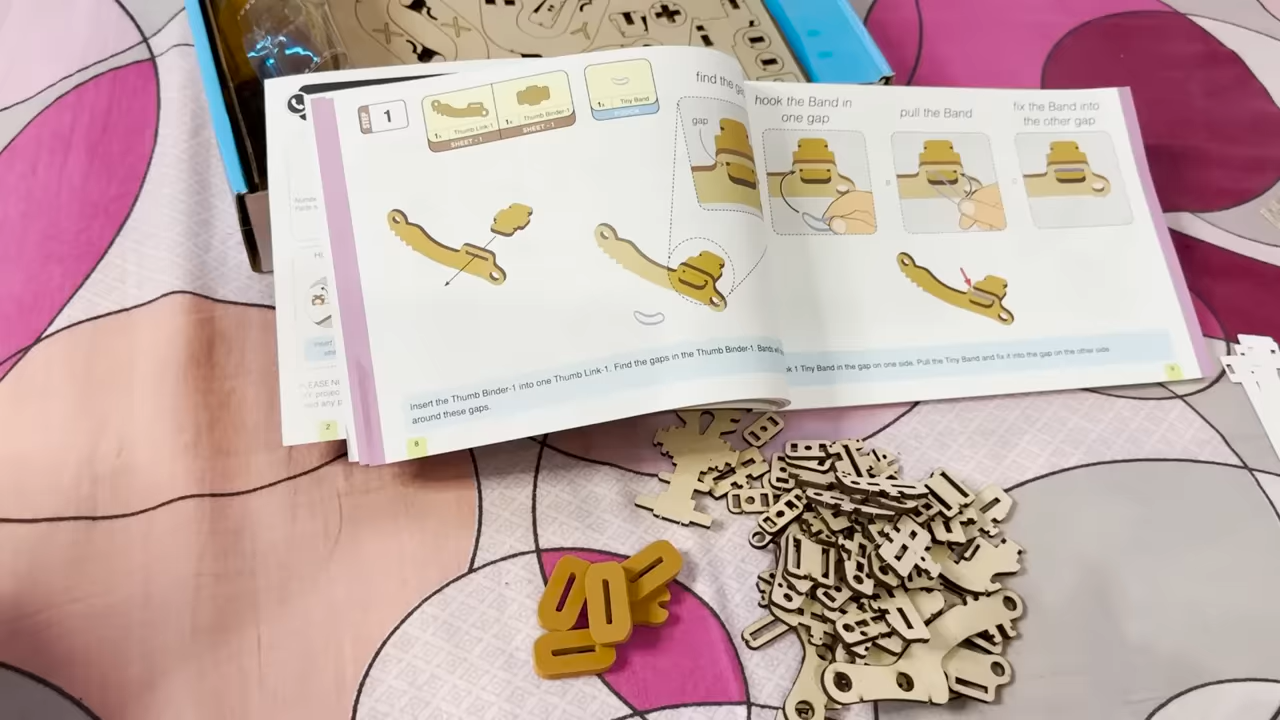 STEP
1
1x Thumb Link-1
1x Thumb Binder-1
SHEET - 1
SHEET - 1
1x Tiny Band
find the
gap
Insert the Thumb Binder-1 into one Thumb Link-1. Find the gaps in the Thumb Binder-1. Bands
around these gaps.
8
hook the Band in
one gap
pull the Band
fix the Band into
the other gap
1 Tiny Band in the gap on one side. Pull the Tiny Band and fix it into the gap on the other side
9
2